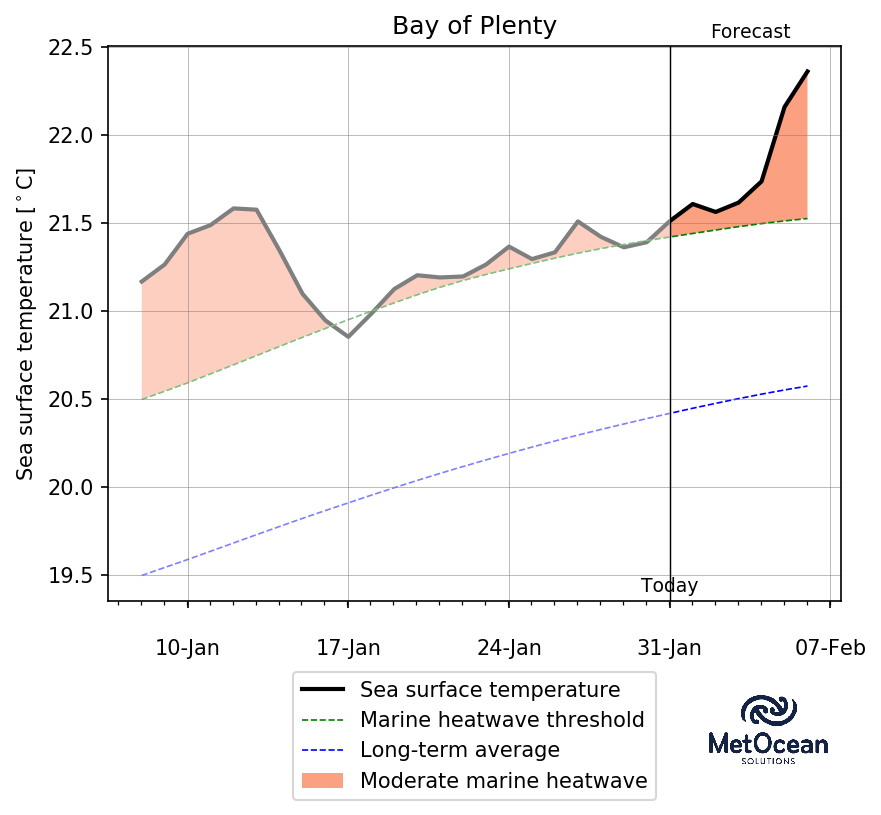 Bay of Plenty
Forecast
Sea surface temperature [°C]
22.5
22.0
21.5
21.0
20.5
20.0
19.5
Today
10-Jan 17-Jan 24-Jan 31-Jan 07-Feb
Sea surface temperature
Marine heatwave threshold
Long-term average
Moderate marine heatwave
MetOcean
SOLUTIONS